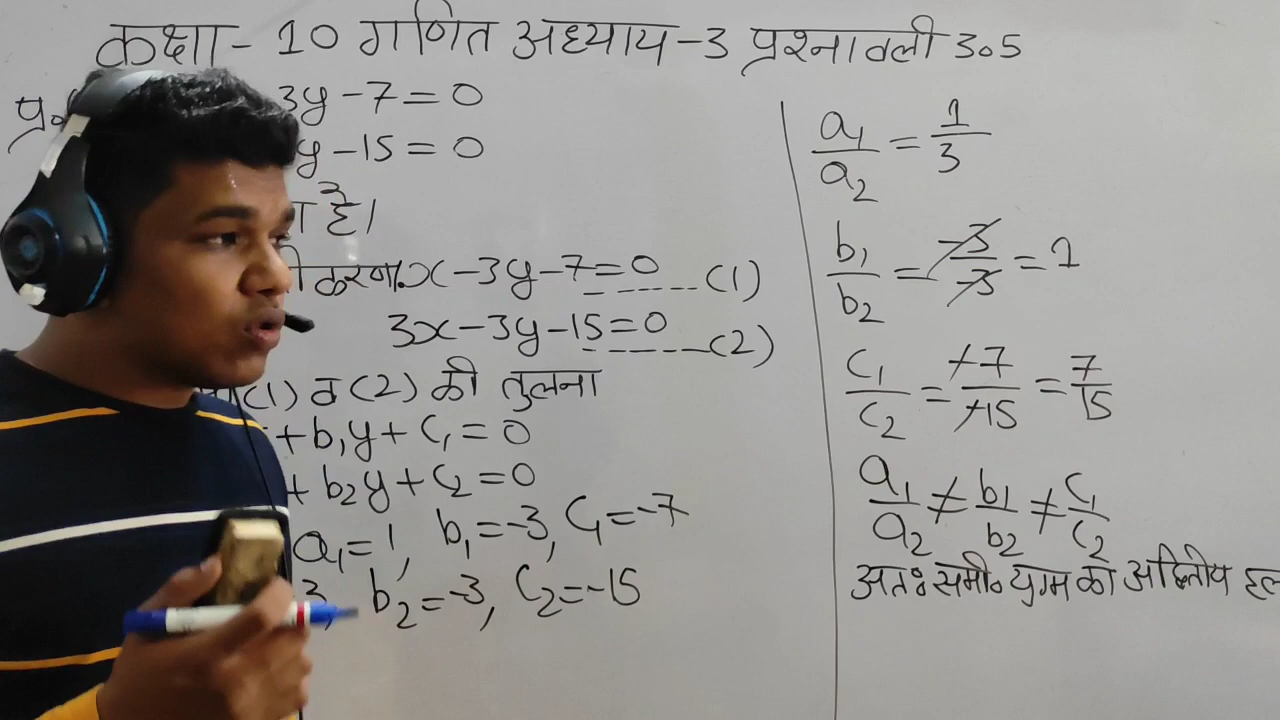 कक्षा - 10 गणित अध्याय-3 प्रश्नावली 3.5
प्र.
3y - 7 = 0
y - 15 = 0
है।
x - 3y - 7 = 0 ------ (1)
3x - 3y - 15 = 0 ------ (2)
(1) व (2) की तुलना
+ b₁y + C₁ = 0
+ b₂y + C₂ = 0
a₁ = 1, b₁ = -3, C₁ = -7
3, b₂ = -3, C₂ = -15
a₁/a₂ = 1/3
b₁/b₂ = -3/-3 = 1
C₁/C₂ = -7/-15 = 7/15
a₁/a₂ ≠ b₁/b₂ ≠ C₁/C₂
अतः समी० युग्म का अद्वितीय हल